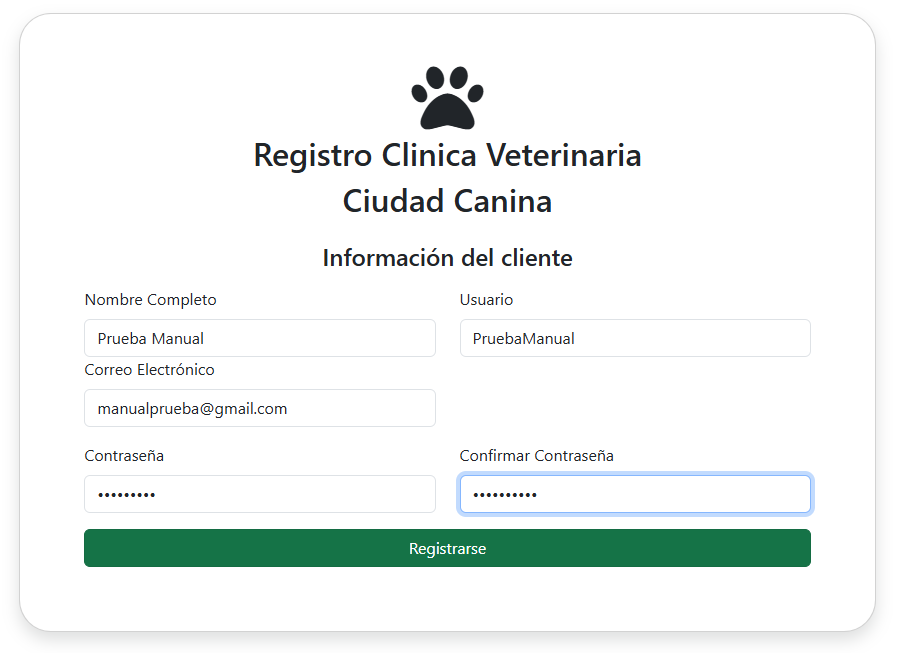 Registro Clinica Veterinaria
Ciudad Canina
Información del cliente
Nombre Completo
Usuario
Prueba Manual
PruebaManual
Correo Electrónico
manualprueba@gmail.com
Contraseña
Confirmar Contraseña
•••••••••
••••••••••
Registrarse